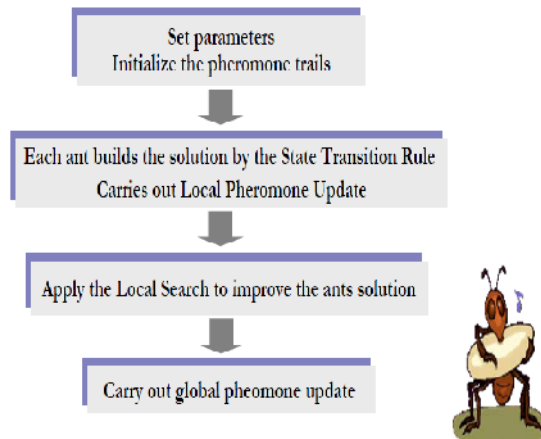 Set parameters
Initialize the pheromone trails
Each ant builds the solution by the State Transition Rule
Carries out Local Pheromone Update
Apply the Local Search to improve the ants solution
Carry out global pheomone update